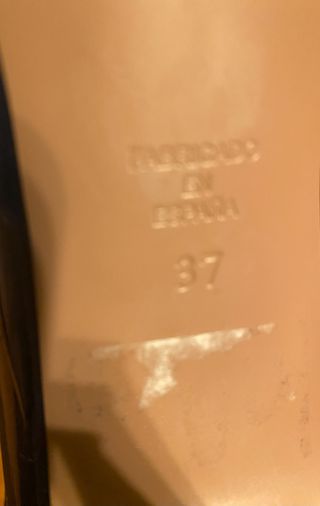 FABRICADO
EN
ESPAÑA
37